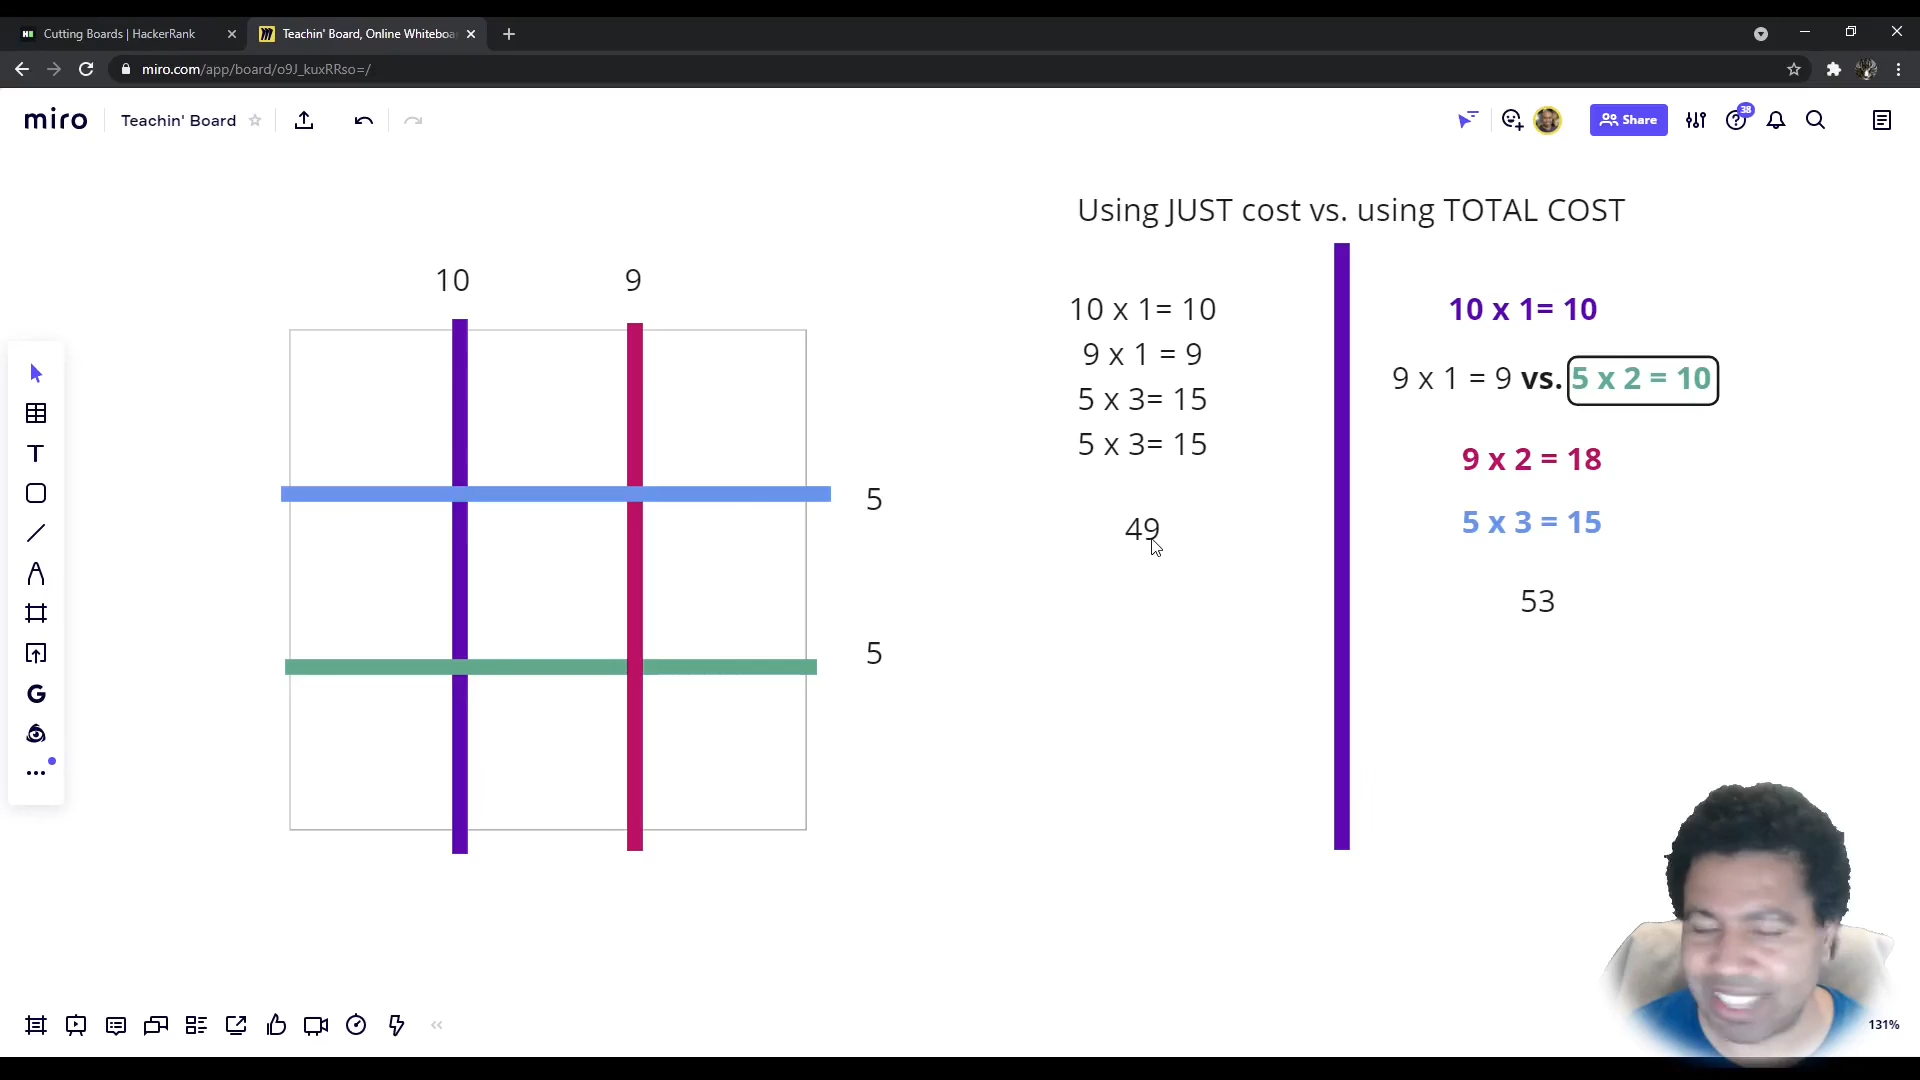 Cutting Boards | HackerRank
Teachin' Board, Online Whiteboa
miro.com/app/board/o9J_kuxRRso=/
miro
Teachin' Board
Share
38
Using JUST cost vs. using TOTAL COST
10
9
5
5
10 x 1= 10
9 x 1 = 9
5 x 3= 15
5 x 3= 15
49
10 x 1= 10
9 x 1 = 9 vs. 5 x 2 = 10
9 x 2 = 18
5 x 3 = 15
53
131%